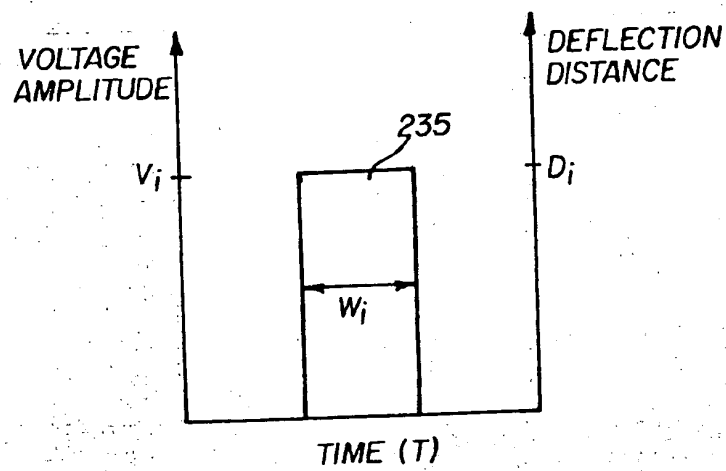 VOLTAGE
AMPLITUDE
DEFLECTION
DISTANCE
235
Vi
Di
Wi
TIME (T)